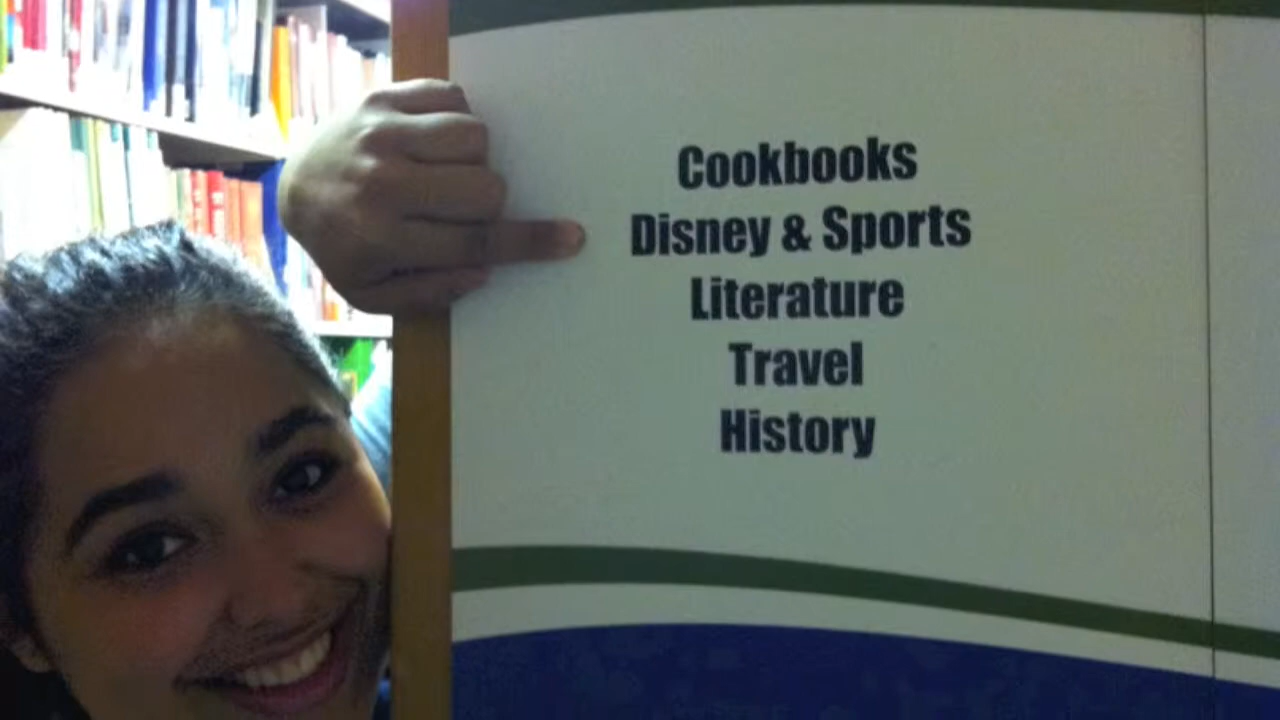 Cookbooks
Disney & Sports
Literature
Travel
History